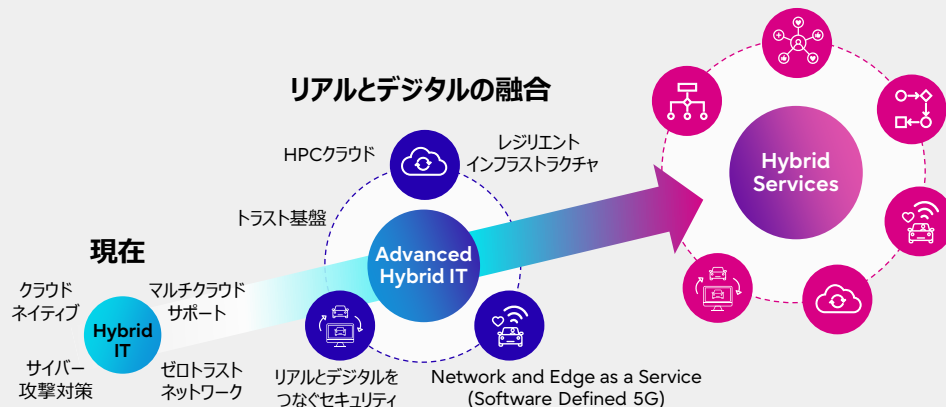 リアルとデジタルの融合
HPCクラウド
レジリエント
インフラストラクチャ
トラスト基盤
Advanced
Hybrid IT
Hybrid
Services
現在
クラウド
ネイティブ
マルチクラウド
サポート
Hybrid
IT
サイバー
攻撃対策
ゼロトラスト
ネットワーク
リアルとデジタルを
つなぐセキュリティ
Network and Edge as a Service
(Software Defined 5G)